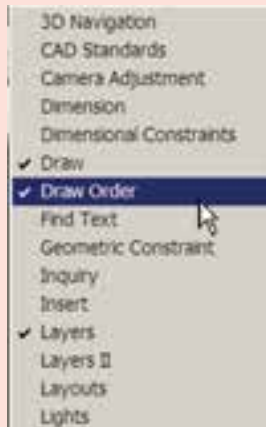 3D Navigation
CAD Standards
Camera Adjustment
Dimension
Dimensional Constraints
Draw
Draw Order
Find Text
Geometric Constraint
Inquiry
Insert
Layers
Layers II
Layouts
Lights